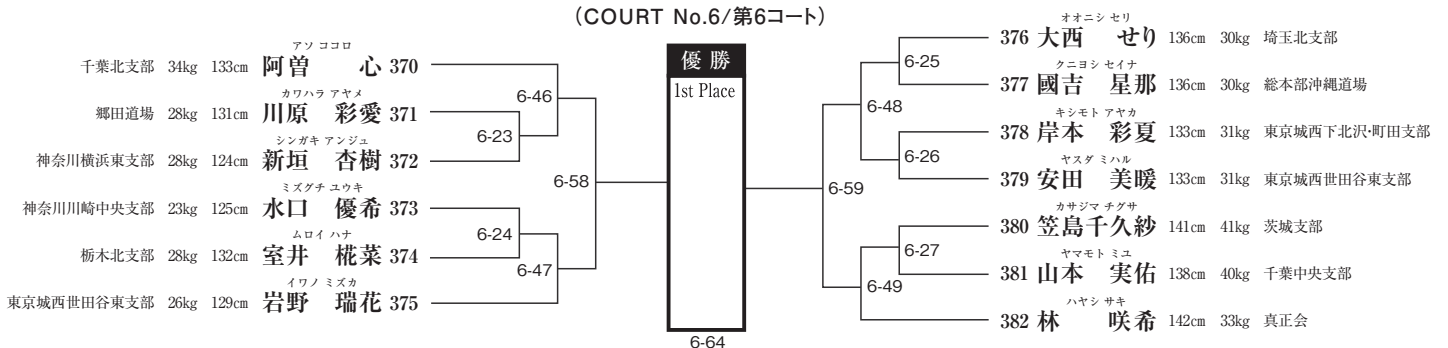 (COURT No.6/第6コート)
優勝
1st Place
アソ ココロ
千葉北支部 34kg 133cm 阿曽 心 370
カワハラ アヤメ
郷田道場 28kg 131cm 川原 彩愛 371
シンガキ アンジュ
神奈川横浜東支部 28kg 124cm 新垣 杏樹 372
ミズグチ ユウキ
神奈川川崎中央支部 23kg 125cm 水口 優希 373
ムロイ ハナ
栃木北支部 28kg 132cm 室井 椛菜 374
イワノ ミズカ
東京城西世田谷東支部 26kg 129cm 岩野 瑞花 375
6-46
6-23
6-58
6-24
6-47
6-64
オオニシ セリ
376 大西 せり 136cm 30kg 埼玉北支部
クニヨシ セイナ
377 國吉 星那 136cm 30kg 総本部沖縄道場
キシモト アヤカ
378 岸本 彩夏 133cm 31kg 東京城西下北沢・町田支部
ヤスダ ミハル
379 安田 美暖 133cm 31kg 東京城西世田谷東支部
カサジマ チグサ
380 笠島千久紗 141cm 41kg 茨城支部
ヤマモト ミユ
381 山本 実佑 138cm 40kg 千葉中央支部
ハヤシ サキ
382 林 咲希 142cm 33kg 真正会
6-25
6-48
6-26
6-59
6-27
6-49